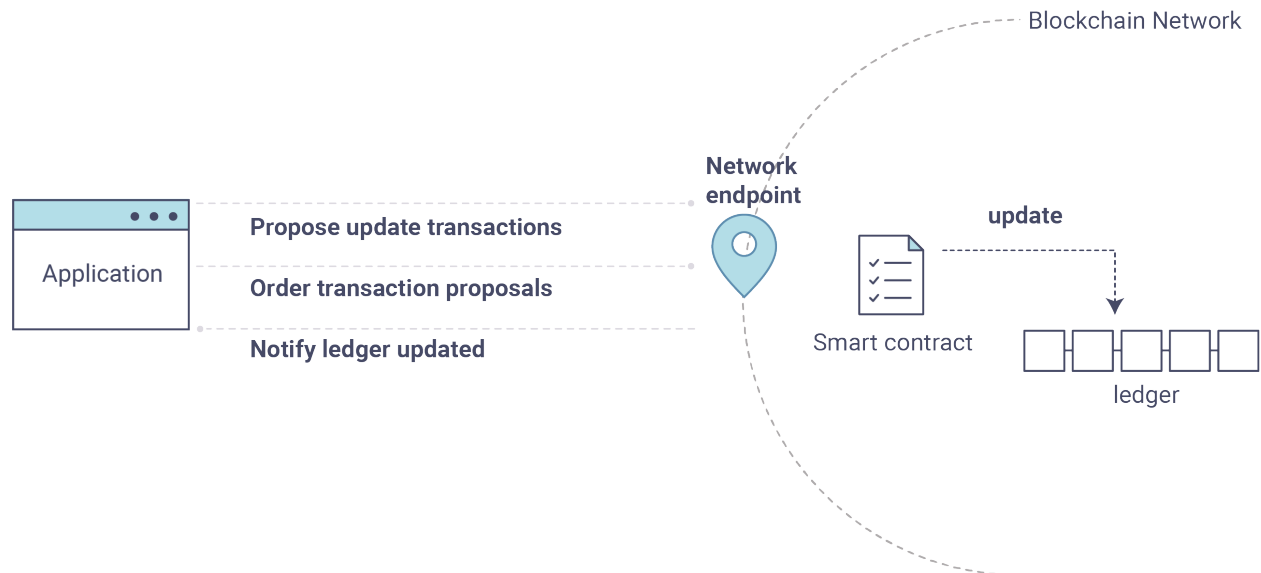 Blockchain Network
Network
endpoint
Propose update transactions
update
Application
Order transaction proposals
Smart contract
Notify ledger updated
ledger